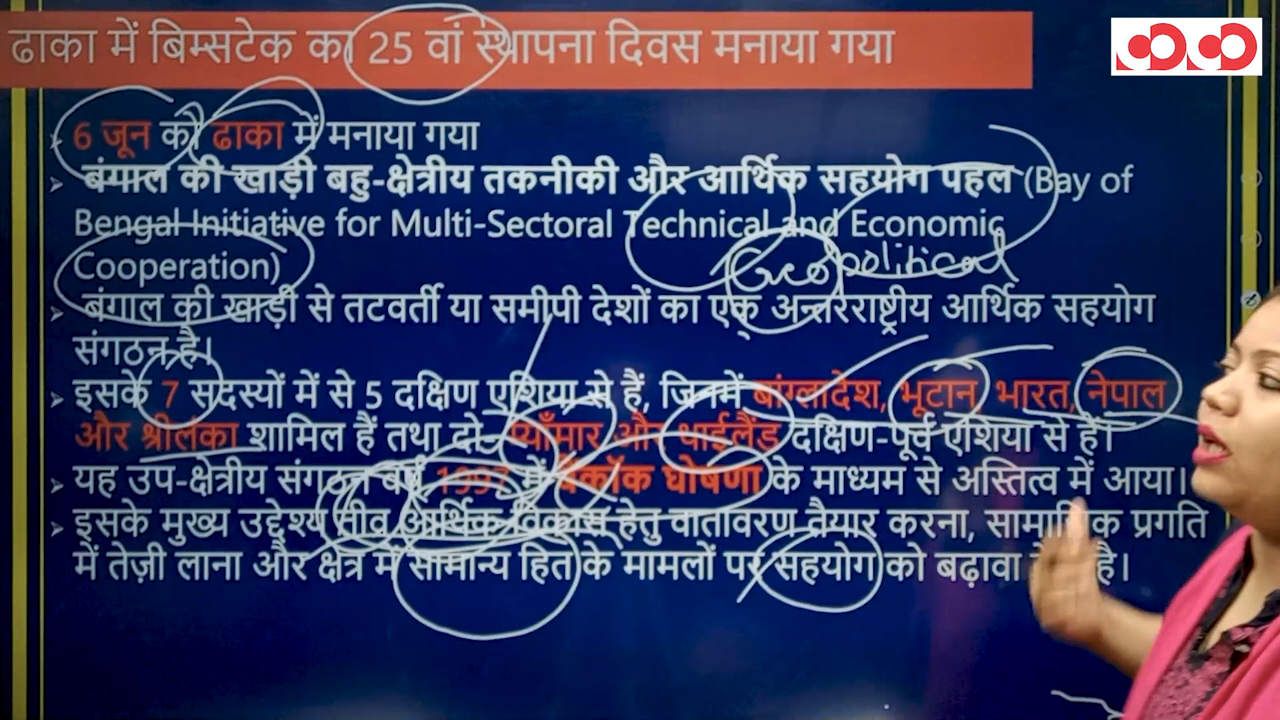 ढाका में बिम्सटेक का 25 वां स्थापना दिवस मनाया गया
6 जून को ढाका में मनाया गया
बंगाल की खाड़ी बहु-क्षेत्रीय तकनीकी और आर्थिक सहयोग पहल (Bay of
Bengal Initiative for Multi-Sectoral Technical and Economic
Cooperation)
Geopolitical
बंगाल की खाड़ी से तटवर्ती या समीपी देशों का एक अन्तरराष्ट्रीय आर्थिक सहयोग
संगठन है।
इसके 7 सदस्यों में से 5 दक्षिण एशिया से हैं, जिनमें बांग्लादेश, भूटान भारत, नेपाल
और श्रीलंका शामिल हैं तथा दो- म्याँमार और थाईलैंड दक्षिण-पूर्व एशिया से हैं।
यह उप-क्षेत्रीय संगठन वर्ष 1997 में बैंकॉक घोषणा के माध्यम से अस्तित्व में आया।
इसके मुख्य उद्देश्य तीव्र आर्थिक विकास हेतु वातावरण तैयार करना, सामाजिक प्रगति
में तेज़ी लाना और क्षेत्र में सामान्य हित के मामलों पर सहयोग को बढ़ावा है।